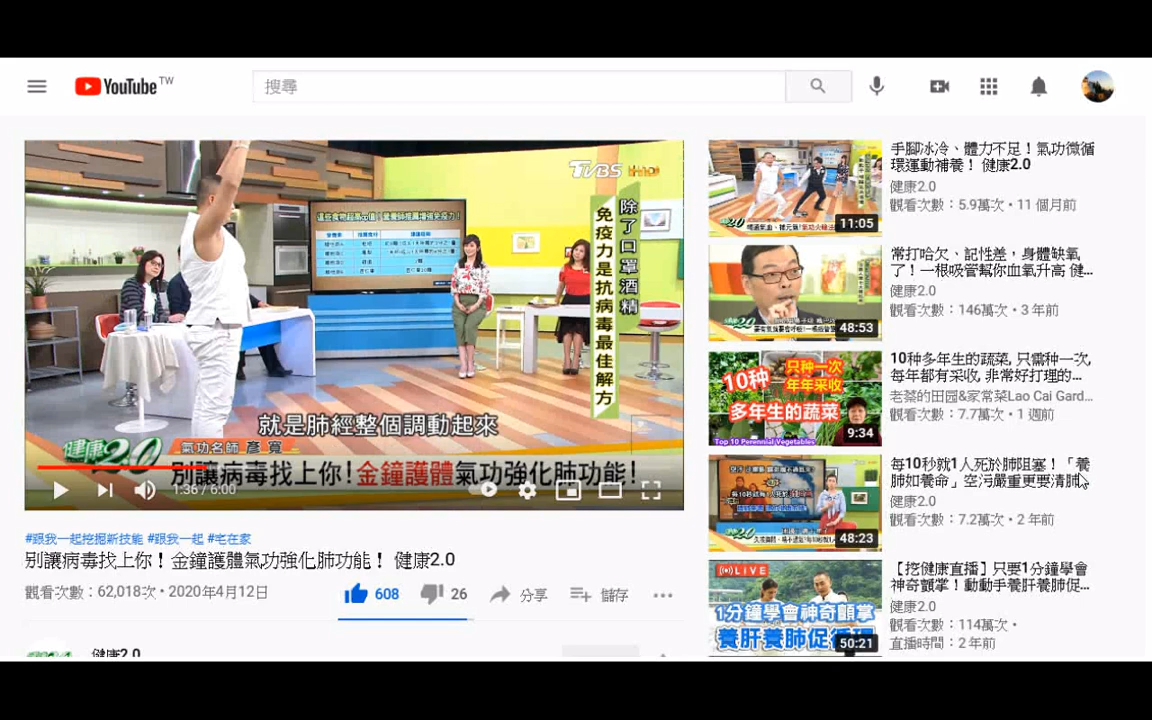 YouTube TW
搜尋
TVBS
除了口罩酒精
免疫力是抗病毒最佳解方
就是肺經整個調動起來
健康2.0
氣功名師 彥寬
別讓病毒找上你!金鐘護體氣功強化肺功能!
1:36 / 6:00
#跟我一起挖掘新技能 #跟我一起 #宅在家
別讓病毒找上你!金鐘護體氣功強化肺功能! 健康2.0
觀看次數:62,018次 • 2020年4月12日
608
26
分享
儲存
健康2.0
11:05
手腳冰冷、體力不足!氣功微循
環運動補養! 健康2.0
健康2.0
觀看次數:5.9萬次 • 11 個月前
48:53
常打哈欠、記性差,身體缺氧
了!一根吸管幫你血氧升高 健...
健康2.0
觀看次數:146萬次 • 3 年前
10种
只种一次
年年采收
多年生的蔬菜
Top 10 Perennial Vegetables
9:34
10种多年生的蔬菜, 只需种一次,
每年都有采收, 非常好打理的...
老菜的田园&家常菜Lao Cai Gard...
觀看次數:7.7萬次 • 1 週前
48:23
每10秒就1人死於肺阻塞!「養
肺如養命」空污嚴重更要清肺...
健康2.0
觀看次數:7.2萬次 • 2 年前
LIVE
1分鐘學會神奇顫掌
養肝養肺促循環
50:21
【挖健康直播】只要1分鐘學會
神奇顫掌!動動手養肝養肺促...
健康2.0
觀看次數:114萬次 •
直播時間:2 年前